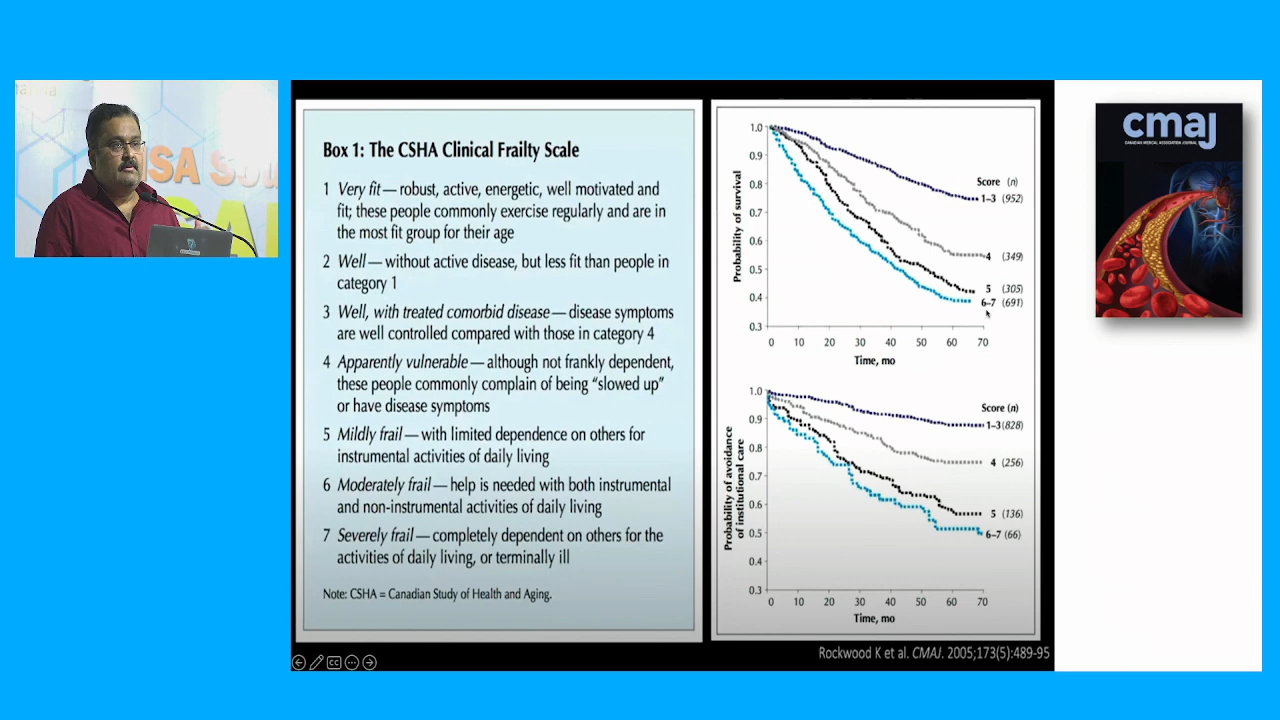 SA Sou
CAL
Box 1: The CSHA Clinical Frailty Scale
1 Very fit — robust, active, energetic, well motivated and
fit; these people commonly exercise regularly and are in
the most fit group for their age
2 Well — without active disease, but less fit than people in
category 1
3 Well, with treated comorbid disease — disease symptoms
are well controlled compared with those in category 4
4 Apparently vulnerable — although not frankly dependent,
these people commonly complain of being “slowed up”
or have disease symptoms
5 Mildly frail — with limited dependence on others for
instrumental activities of daily living
6 Moderately frail — help is needed with both instrumental
and non-instrumental activities of daily living
7 Severely frail — completely dependent on others for the
activities of daily living, or terminally ill
Note: CSHA = Canadian Study of Health and Aging.
Probability of survival
1.0
0.9
0.8
0.7
0.6
0.5
0.4
0.3
0 10 20 30 40 50 60 70
Time, mo
Score (n)
1–3 (952)
4 (349)
5 (305)
6–7 (691)
Probability of avoidance
of institutional care
1.0
0.9
0.8
0.7
0.6
0.5
0.4
0.3
0 10 20 30 40 50 60 70
Time, mo
Score (n)
1–3 (828)
4 (256)
5 (136)
6–7 (66)
CC
Rockwood K et al. CMAJ. 2005;173(5):489-95
cmaj
CANADIAN MEDICAL ASSOCIATION JOURNAL